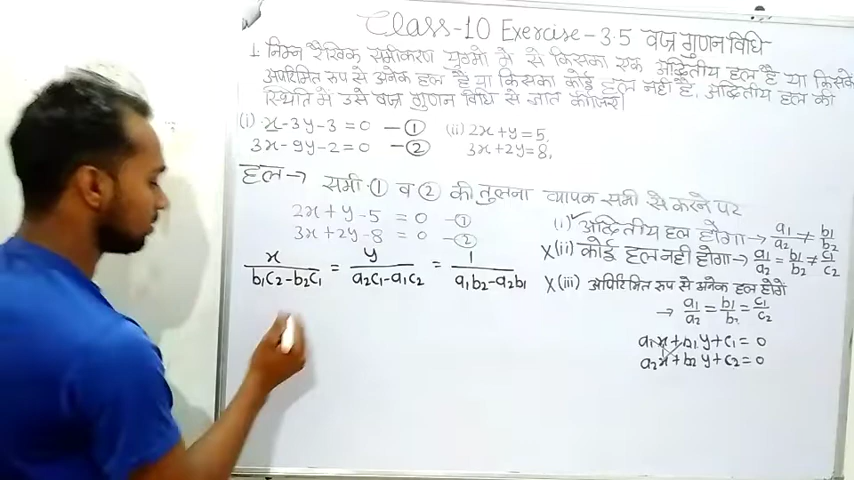 Class-10 Exercise-3.5 वज्र गुणन विधि
1. निम्न रैखिक समीकरण युग्मो में से किसका एक अद्वितीय हल है या किसके
अपरिमित रूप से अनेक हल हैं या किसका कोई हल नही है, अद्वितीय हल की
स्थिति में उसे वज्र गुणन विधि से ज्ञात कीजिए।
(i) x-3y-3=0 —① (ii) 2x+y=5,
3x-9y-2=0 —② 3x+2y=8,
हल→ समी० ① व ② की तुलना व्यापक समी से करने पर
2x+y-5=0 —①
3x+2y-8=0 —②
x/b₁c₂-b₂c₁ = y/a₂c₁-a₁c₂ = 1/a₁b₂-a₂b₁
(i) ✓ अद्वितीय हल होगा→ a₁/a₂ ≠ b₁/b₂
X(ii) कोई हल नही होगा→ a₁/a₂ = b₁/b₂ ≠ c₁/c₂
X(iii) अपरिमित रूप से अनेक हल होगे
→ a₁/a₂ = b₁/b₂ = c₁/c₂
a₁x+b₁y+c₁=0
a₂x+b₂y+c₂=0